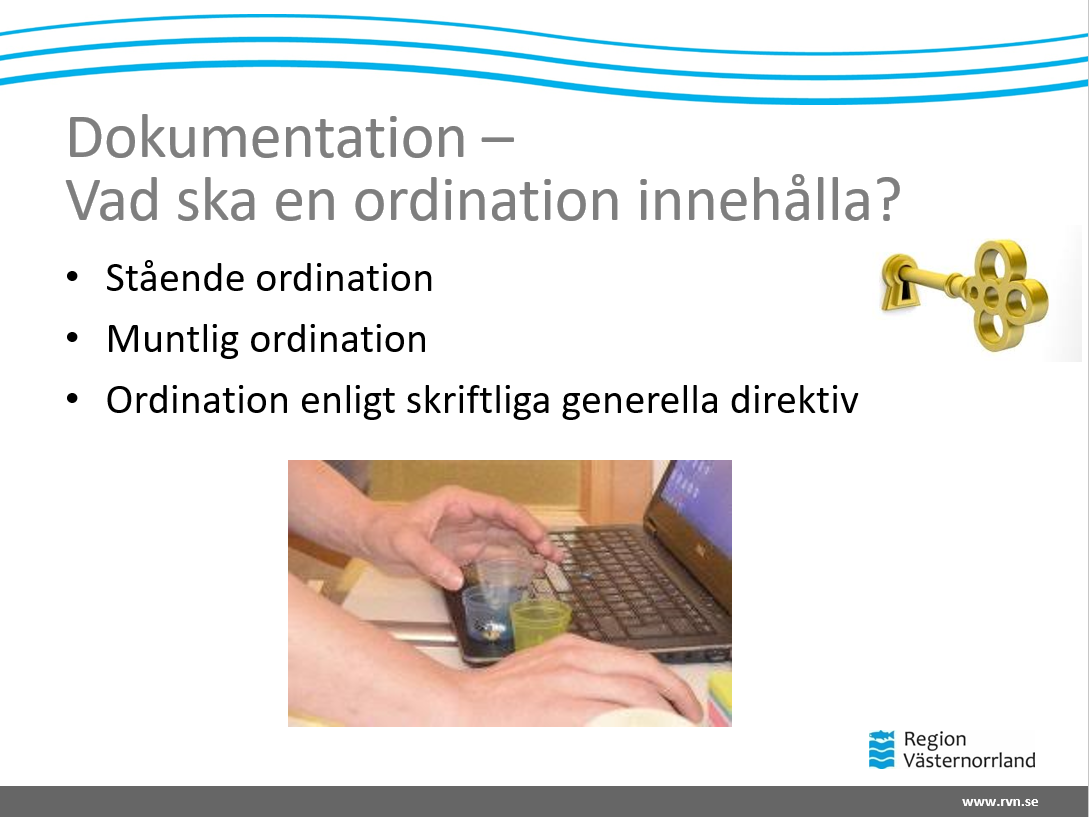 Dokumentation –
Vad ska en ordination innehålla?
• Stående ordination
• Muntlig ordination
• Ordination enligt skriftliga generella direktiv
Region
Västernorrland
www.rvn.se